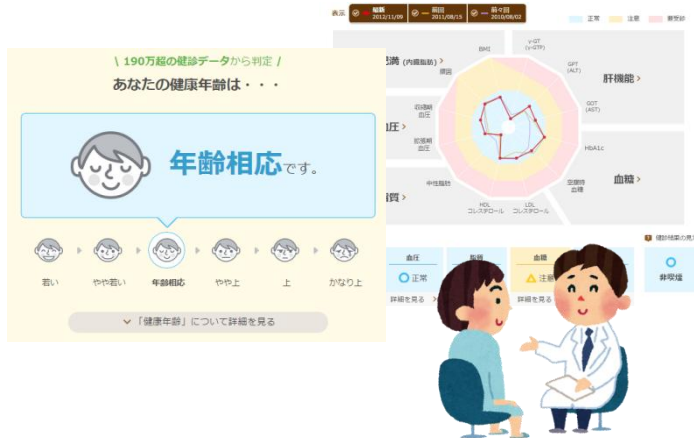 \ 190万超の健診データから判定 /
あなたの健康年齢は・・・
年齢相応です。
若い
やや若い
年齢相応
やや上
上
かなり上
「健康年齢」について詳細を見る
表示
最新
2012/11/09
前回
2011/08/15
前々回
2010/08/02
正常
注意
要受診
満 (内臓脂肪)
BMI
腹囲
γ-GT
(γ-GTP)
GPT
(ALT)
GOT
(AST)
肝機能
血圧
収縮期
血圧
拡張期
血圧
HbA1c
空腹時
血糖
血糖
中性脂肪
HDL
コレステロール
LDL
コレステロール
質
健診結果の見
血圧
正常
詳細を見る
血糖
注意
詳細を見る
非喫煙